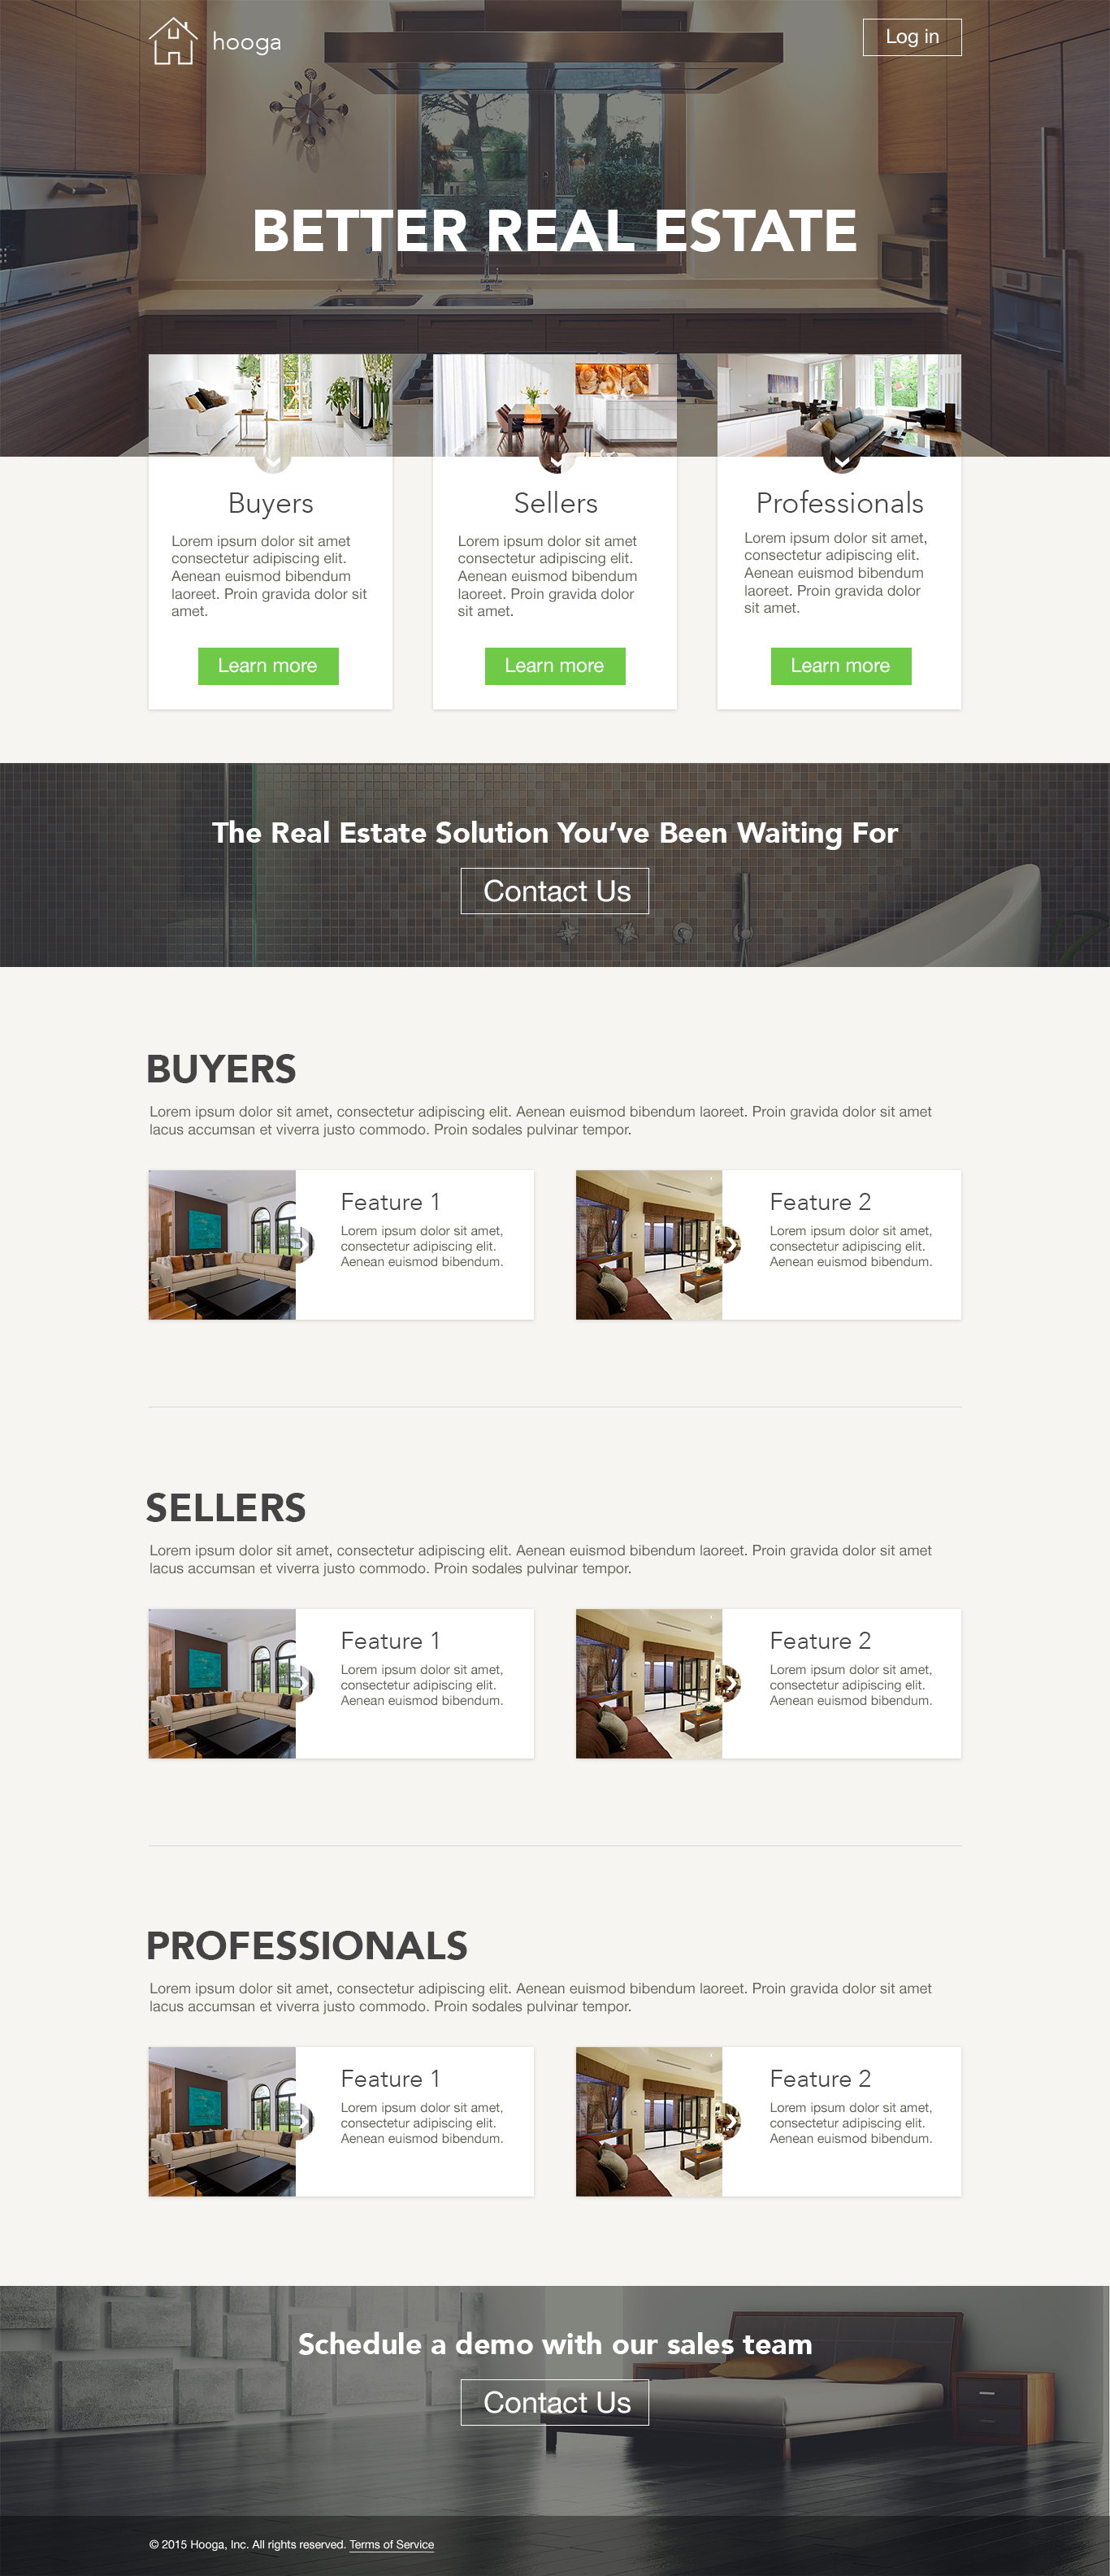 hooga
Log in
BETTER REAL ESTATE
Buyers
Lorem ipsum dolor sit amet
consectetur adipiscing elit.
Aenean euismod bibendum
laoreet. Proin gravida dolor sit
amet.
Learn more
Sellers
Lorem ipsum dolor sit amet
consectetur adipiscing elit.
Aenean euismod bibendum
laoreet. Proin gravida dolor
sit amet.
Learn more
Professionals
Lorem ipsum dolor sit amet,
consectetur adipiscing elit.
Aenean euismod bibendum
laoreet. Proin gravida dolor
sit amet.
Learn more
The Real Estate Solution You’ve Been Waiting For
Contact Us
BUYERS
Lorem ipsum dolor sit amet, consectetur adipiscing elit. Aenean euismod bibendum laoreet. Proin gravida dolor sit amet
lacus accumsan et viverra justo commodo. Proin sodales pulvinar tempor.
Feature 1
Lorem ipsum dolor sit amet,
consectetur adipiscing elit.
Aenean euismod bibendum.
Feature 2
Lorem ipsum dolor sit amet,
consectetur adipiscing elit.
Aenean euismod bibendum.
SELLERS
Lorem ipsum dolor sit amet, consectetur adipiscing elit. Aenean euismod bibendum laoreet. Proin gravida dolor sit amet
lacus accumsan et viverra justo commodo. Proin sodales pulvinar tempor.
Feature 1
Lorem ipsum dolor sit amet,
consectetur adipiscing elit.
Aenean euismod bibendum.
Feature 2
Lorem ipsum dolor sit amet,
consectetur adipiscing elit.
Aenean euismod bibendum.
PROFESSIONALS
Lorem ipsum dolor sit amet, consectetur adipiscing elit. Aenean euismod bibendum laoreet. Proin gravida dolor sit amet
lacus accumsan et viverra justo commodo. Proin sodales pulvinar tempor.
Feature 1
Lorem ipsum dolor sit amet,
consectetur adipiscing elit.
Aenean euismod bibendum.
Feature 2
Lorem ipsum dolor sit amet,
consectetur adipiscing elit.
Aenean euismod bibendum.
Schedule a demo with our sales team
Contact Us
© 2015 Hooga, Inc. All rights reserved. Terms of Service